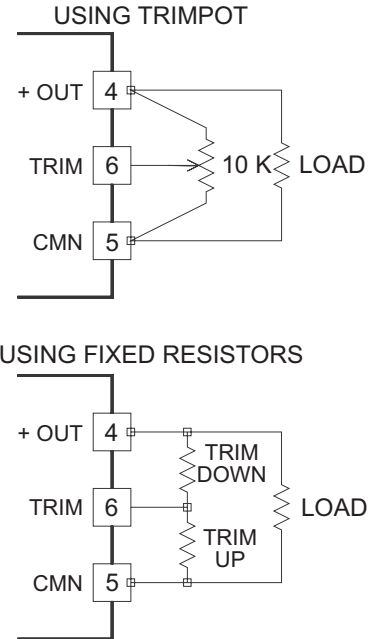 USING TRIMPOT
+ OUT 4
TRIM 6 10 K LOAD
CMN 5
USING FIXED RESISTORS
+ OUT 4
TRIM
DOWN
TRIM 6 LOAD
TRIM
UP
CMN 5